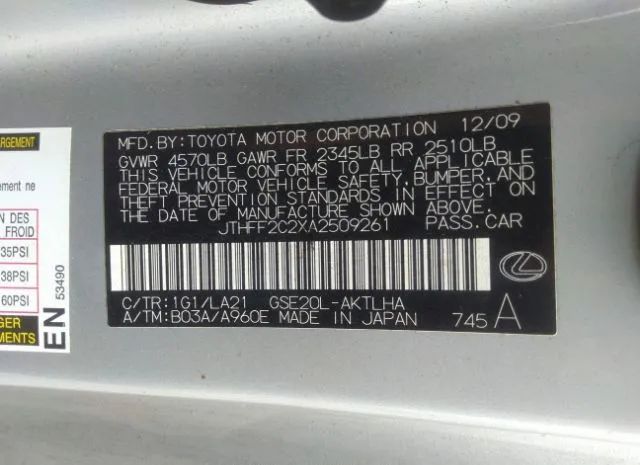 MFD.BY:TOYOTA MOTOR CORPORATION 12/09
GVWR 4570LB GAWR FR 2345LB RR 2510LB
THIS VEHICLE CONFORMS TO ALL APPLICABLE
FEDERAL MOTOR VEHICLE SAFETY, BUMPER, AND
THEFT PREVENTION STANDARDS IN EFFECT ON
THE DATE OF MANUFACTURE SHOWN ABOVE.
JTHFF2C2XA2509261 PASS.CAR
C/TR:1G1/LA21 GSE20L-AKTLHA
A/TM:B03A/A960E MADE IN JAPAN 745 A
ement ne
N DES
FROID
35PSI
38PSI
60PSI
EN 53490